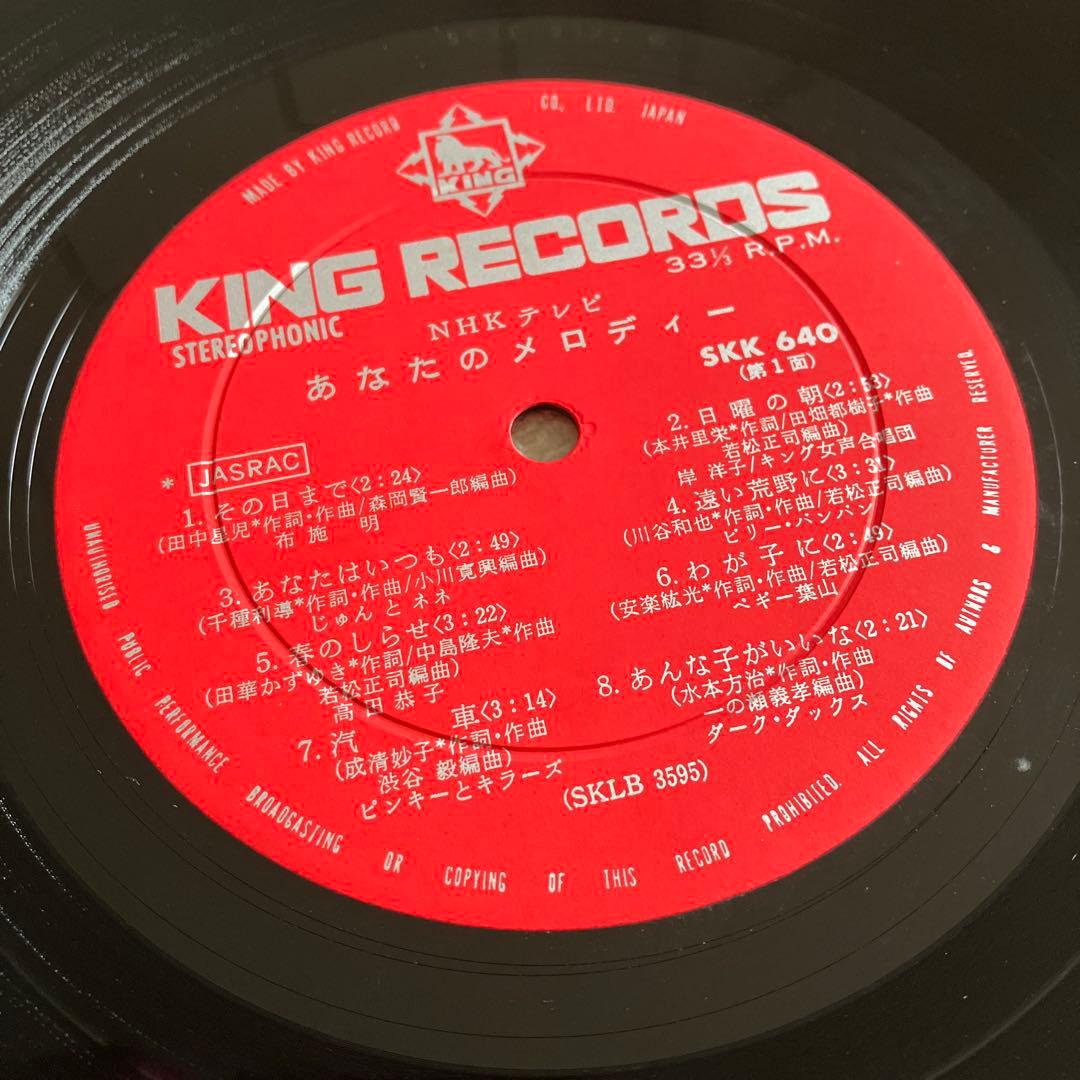 MADE BY KING RECORD CO., LTD. JAPAN
KING
KING RECORDS
STEREOPHONIC
33⅓ R.P.M.
NHKテレビ
あなたのメロディー
SKK 640
(第1面)
* JASRAC
1. その日まで〈2:24〉
(田中星児*作詞・作曲/森岡賢一郎編曲)
布施 明
2. 日曜の朝〈2:53〉
(本井里栄*作詞/田畑都樹子*作曲
若松正司編曲)
岸 洋子/キング女声合唱団
3. あなたはいつも〈2:49〉
(千種利導*作詞・作曲/小川寛興編曲)
じゅんとネネ
4. 遠い荒野に〈3:31〉
(川谷和也*作詞・作曲/若松正司編曲)
ビリー・バンバン
5. 春のしらせ〈3:22〉
(田華かずゆき*作詞/中島隆夫*作曲
若松正司編曲)
高田恭子
6. わが子に〈2:49〉
(安楽紘光*作詞・作曲/若松正司編曲)
ペギー葉山
7. 汽車〈3:14〉
(成清妙子*作詞・作曲
渋谷 毅編曲)
ピンキーとキラーズ
8. あんな子がいいな〈2:21〉
(水本方治*作詞・作曲
一の瀬義孝編曲)
ダーク・ダックス
(SKLB 3595)
UNAUTHORISED PUBLIC PERFORMANCE BROADCASTING OR COPYING OF THIS RECORD PROHIBITED. ALL RIGHTS OF AUTHORS & MANUFACTURER RESERVED.